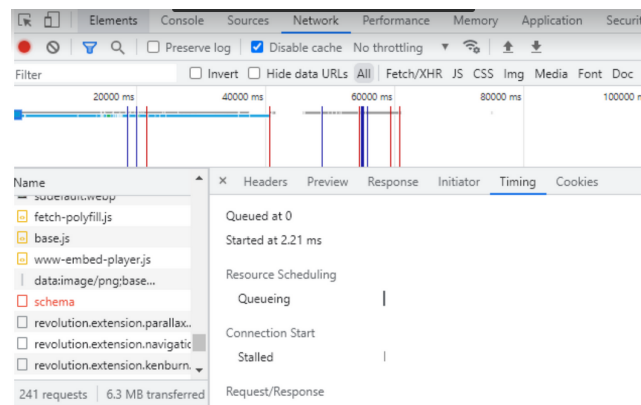 Elements Console Sources Network Performance Memory Application Securit
Preserve log Disable cache No throttling
Filter Invert Hide data URLs All Fetch/XHR JS CSS Img Media Font Doc
20000 ms 40000 ms 60000 ms 80000 ms 100000 m
Name
sddefault.webp
fetch-polyfill.js
base.js
www-embed-player.js
data:image/png;base...
schema
revolution.extension.parallax..
revolution.extension.navigatic
revolution.extension.kenburn.
241 requests 6.3 MB transferred
× Headers Preview Response Initiator Timing Cookies
Queued at 0
Started at 2.21 ms
Resource Scheduling
Queueing
Connection Start
Stalled
Request/Response